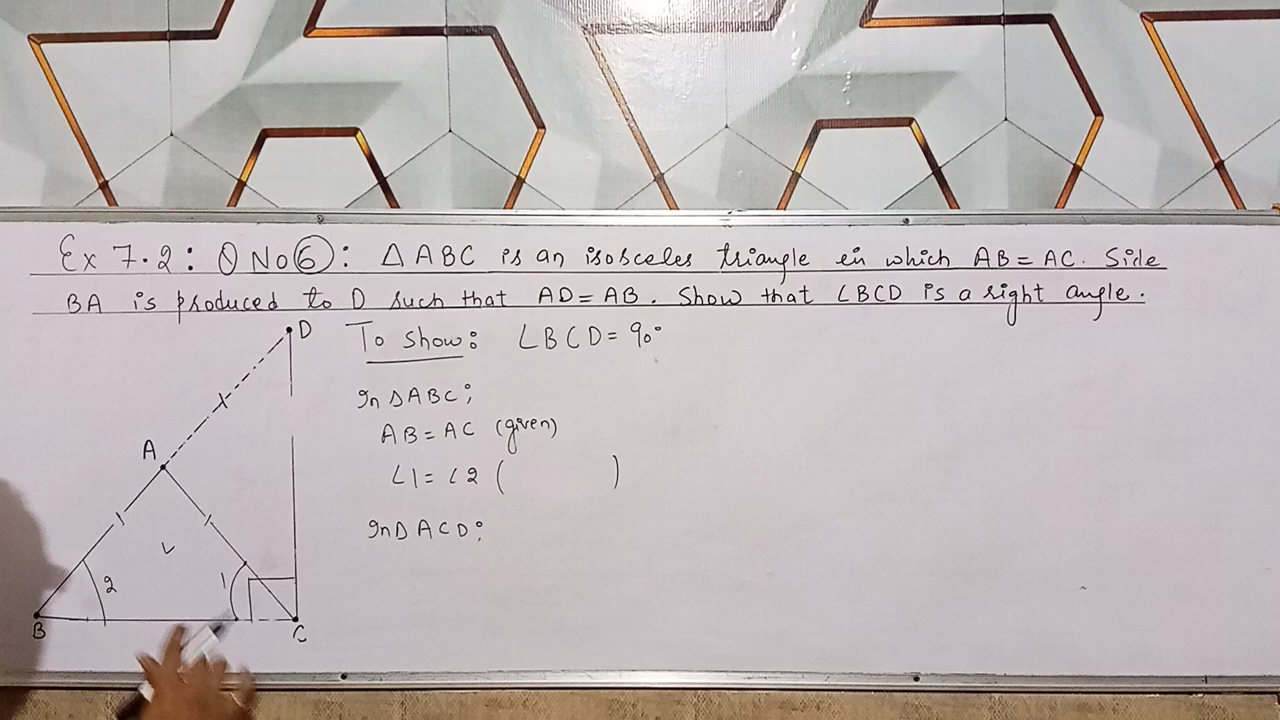 Ex 7.2: Q No 6: △ ABC is an isosceles triangle in which AB = AC. Side
BA is produced to D such that AD = AB. Show that ∠BCD is a right angle.
D
To show: ∠BCD = 90°
In △ABC;
AB = AC (given)
A
∠1 = ∠2 ( )
In △ ACD;
2
1
B
C